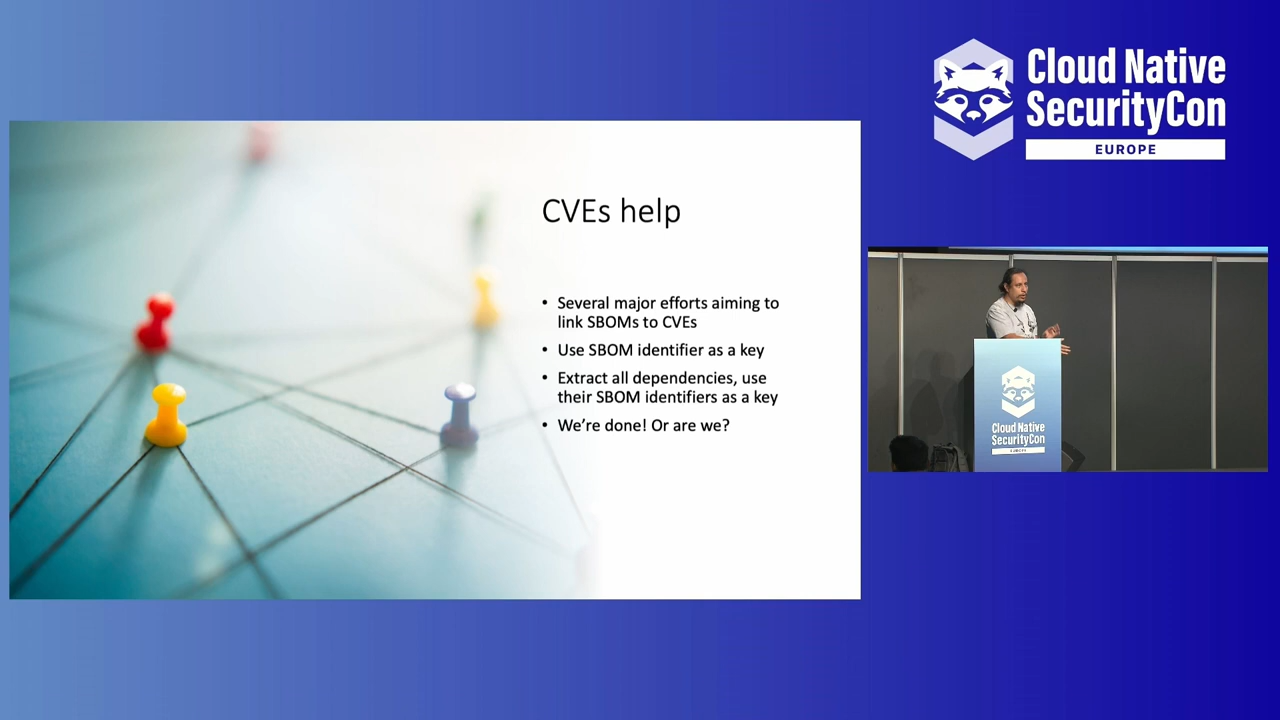 Cloud Native
SecurityCon
EUROPE
CVEs help
• Several major efforts aiming to
link SBOMs to CVEs
• Use SBOM identifier as a key
• Extract all dependencies, use
their SBOM identifiers as a key
• We're done! Or are we?
Cloud Native
SecurityCon
EUROPE